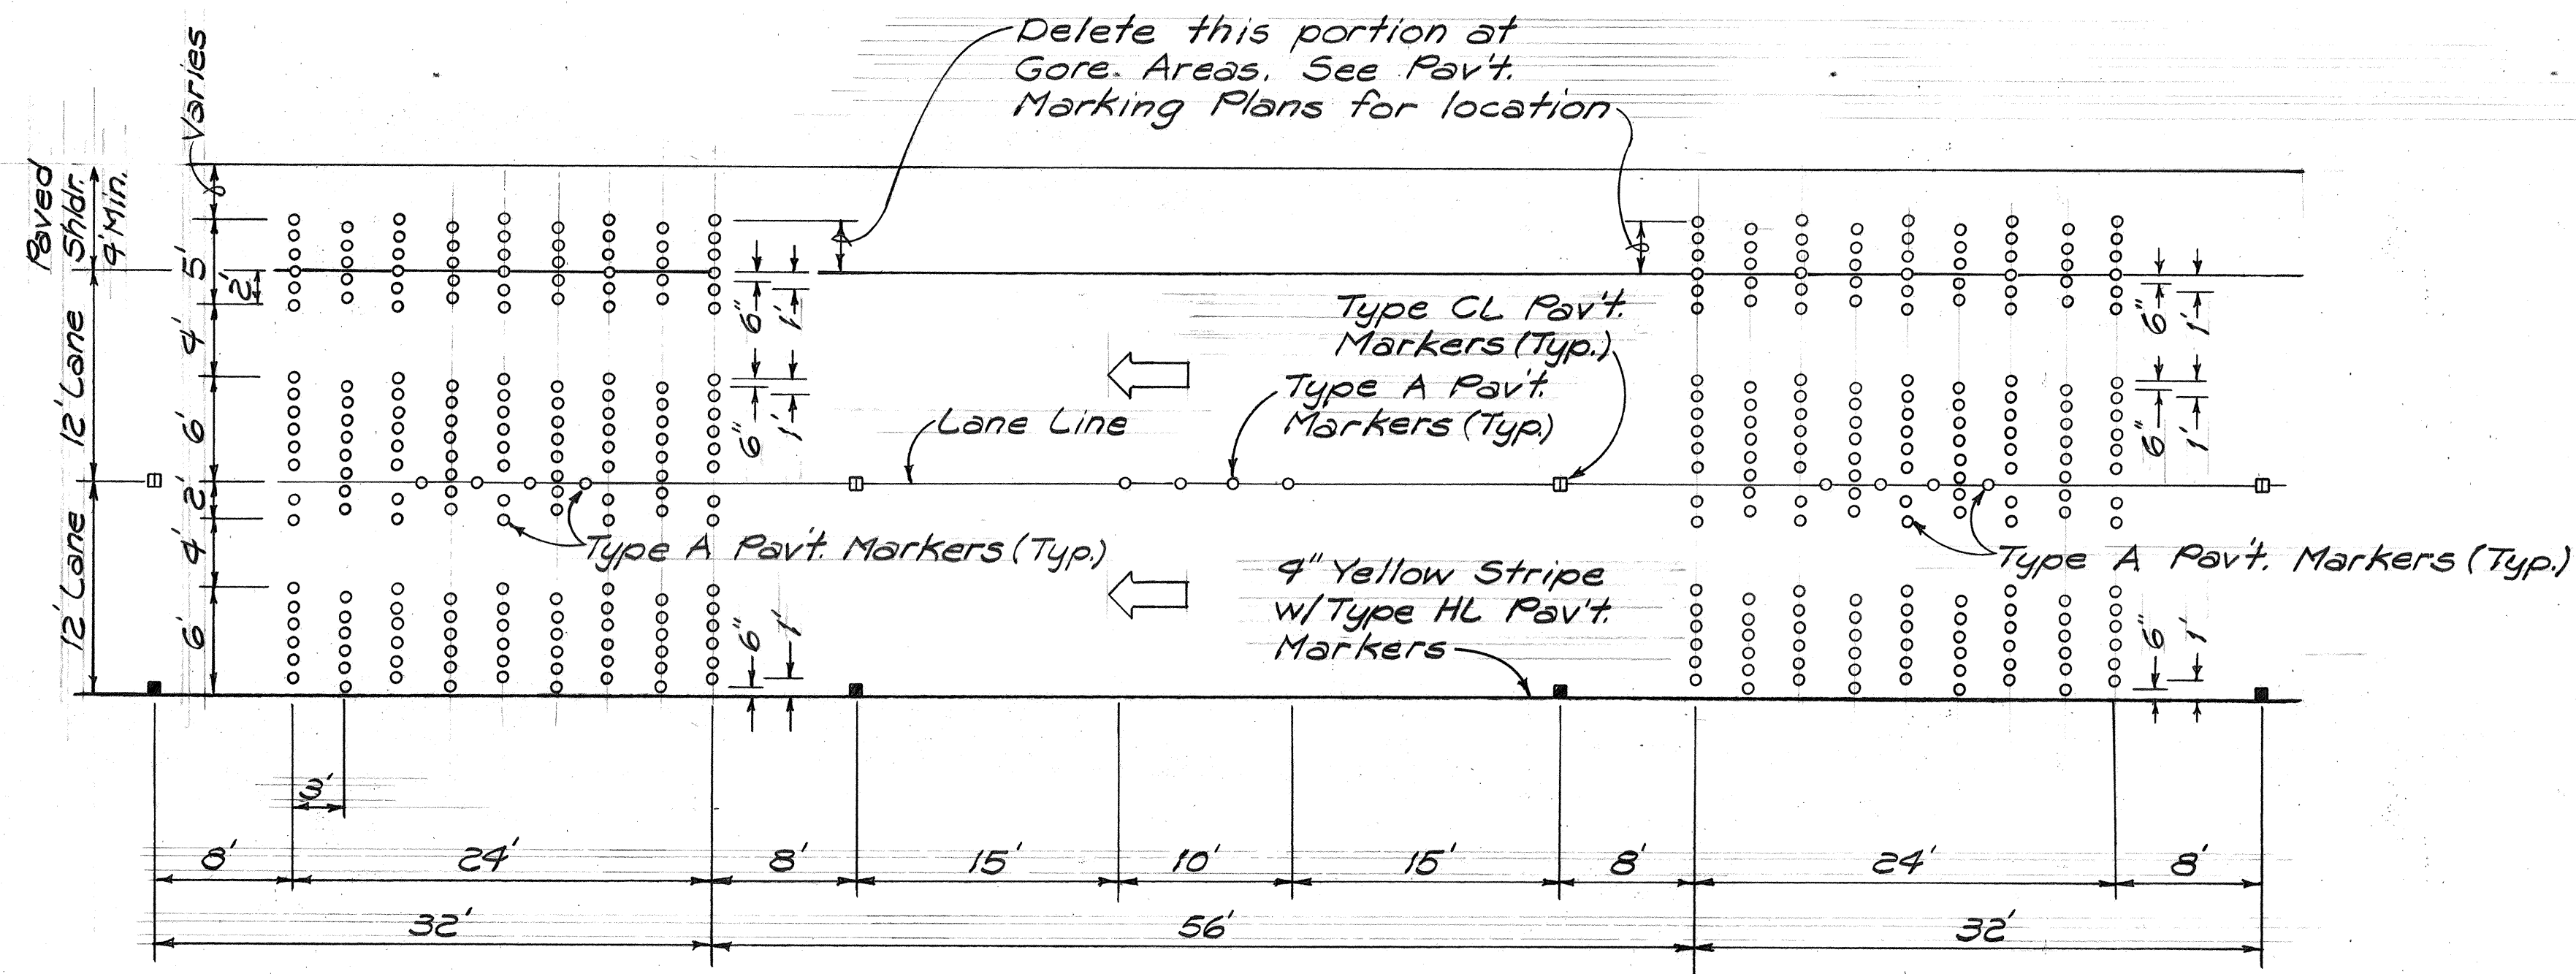 Delete this portion at
Gore. Areas. See Pav't.
Marking Plans for location
Varies
Paved
Shldr.
4' Min.
5'
2'
4'
12' Lane
6'
2'
12' Lane
4'
6'
6"
1'
6"
1'
6"
1'
Type CL Pav't.
Markers (Typ.)
Type A Pav't.
Markers (Typ.)
Lane Line
Type A Pav't. Markers (Typ.)
4" Yellow Stripe
w/Type HL Pav't.
Markers
6"
1'
6"
1'
Type A Pav't. Markers (Typ.)
6"
1'
3'
8'
24'
8'
15'
10'
15'
8'
24'
8'
32'
56'
32'